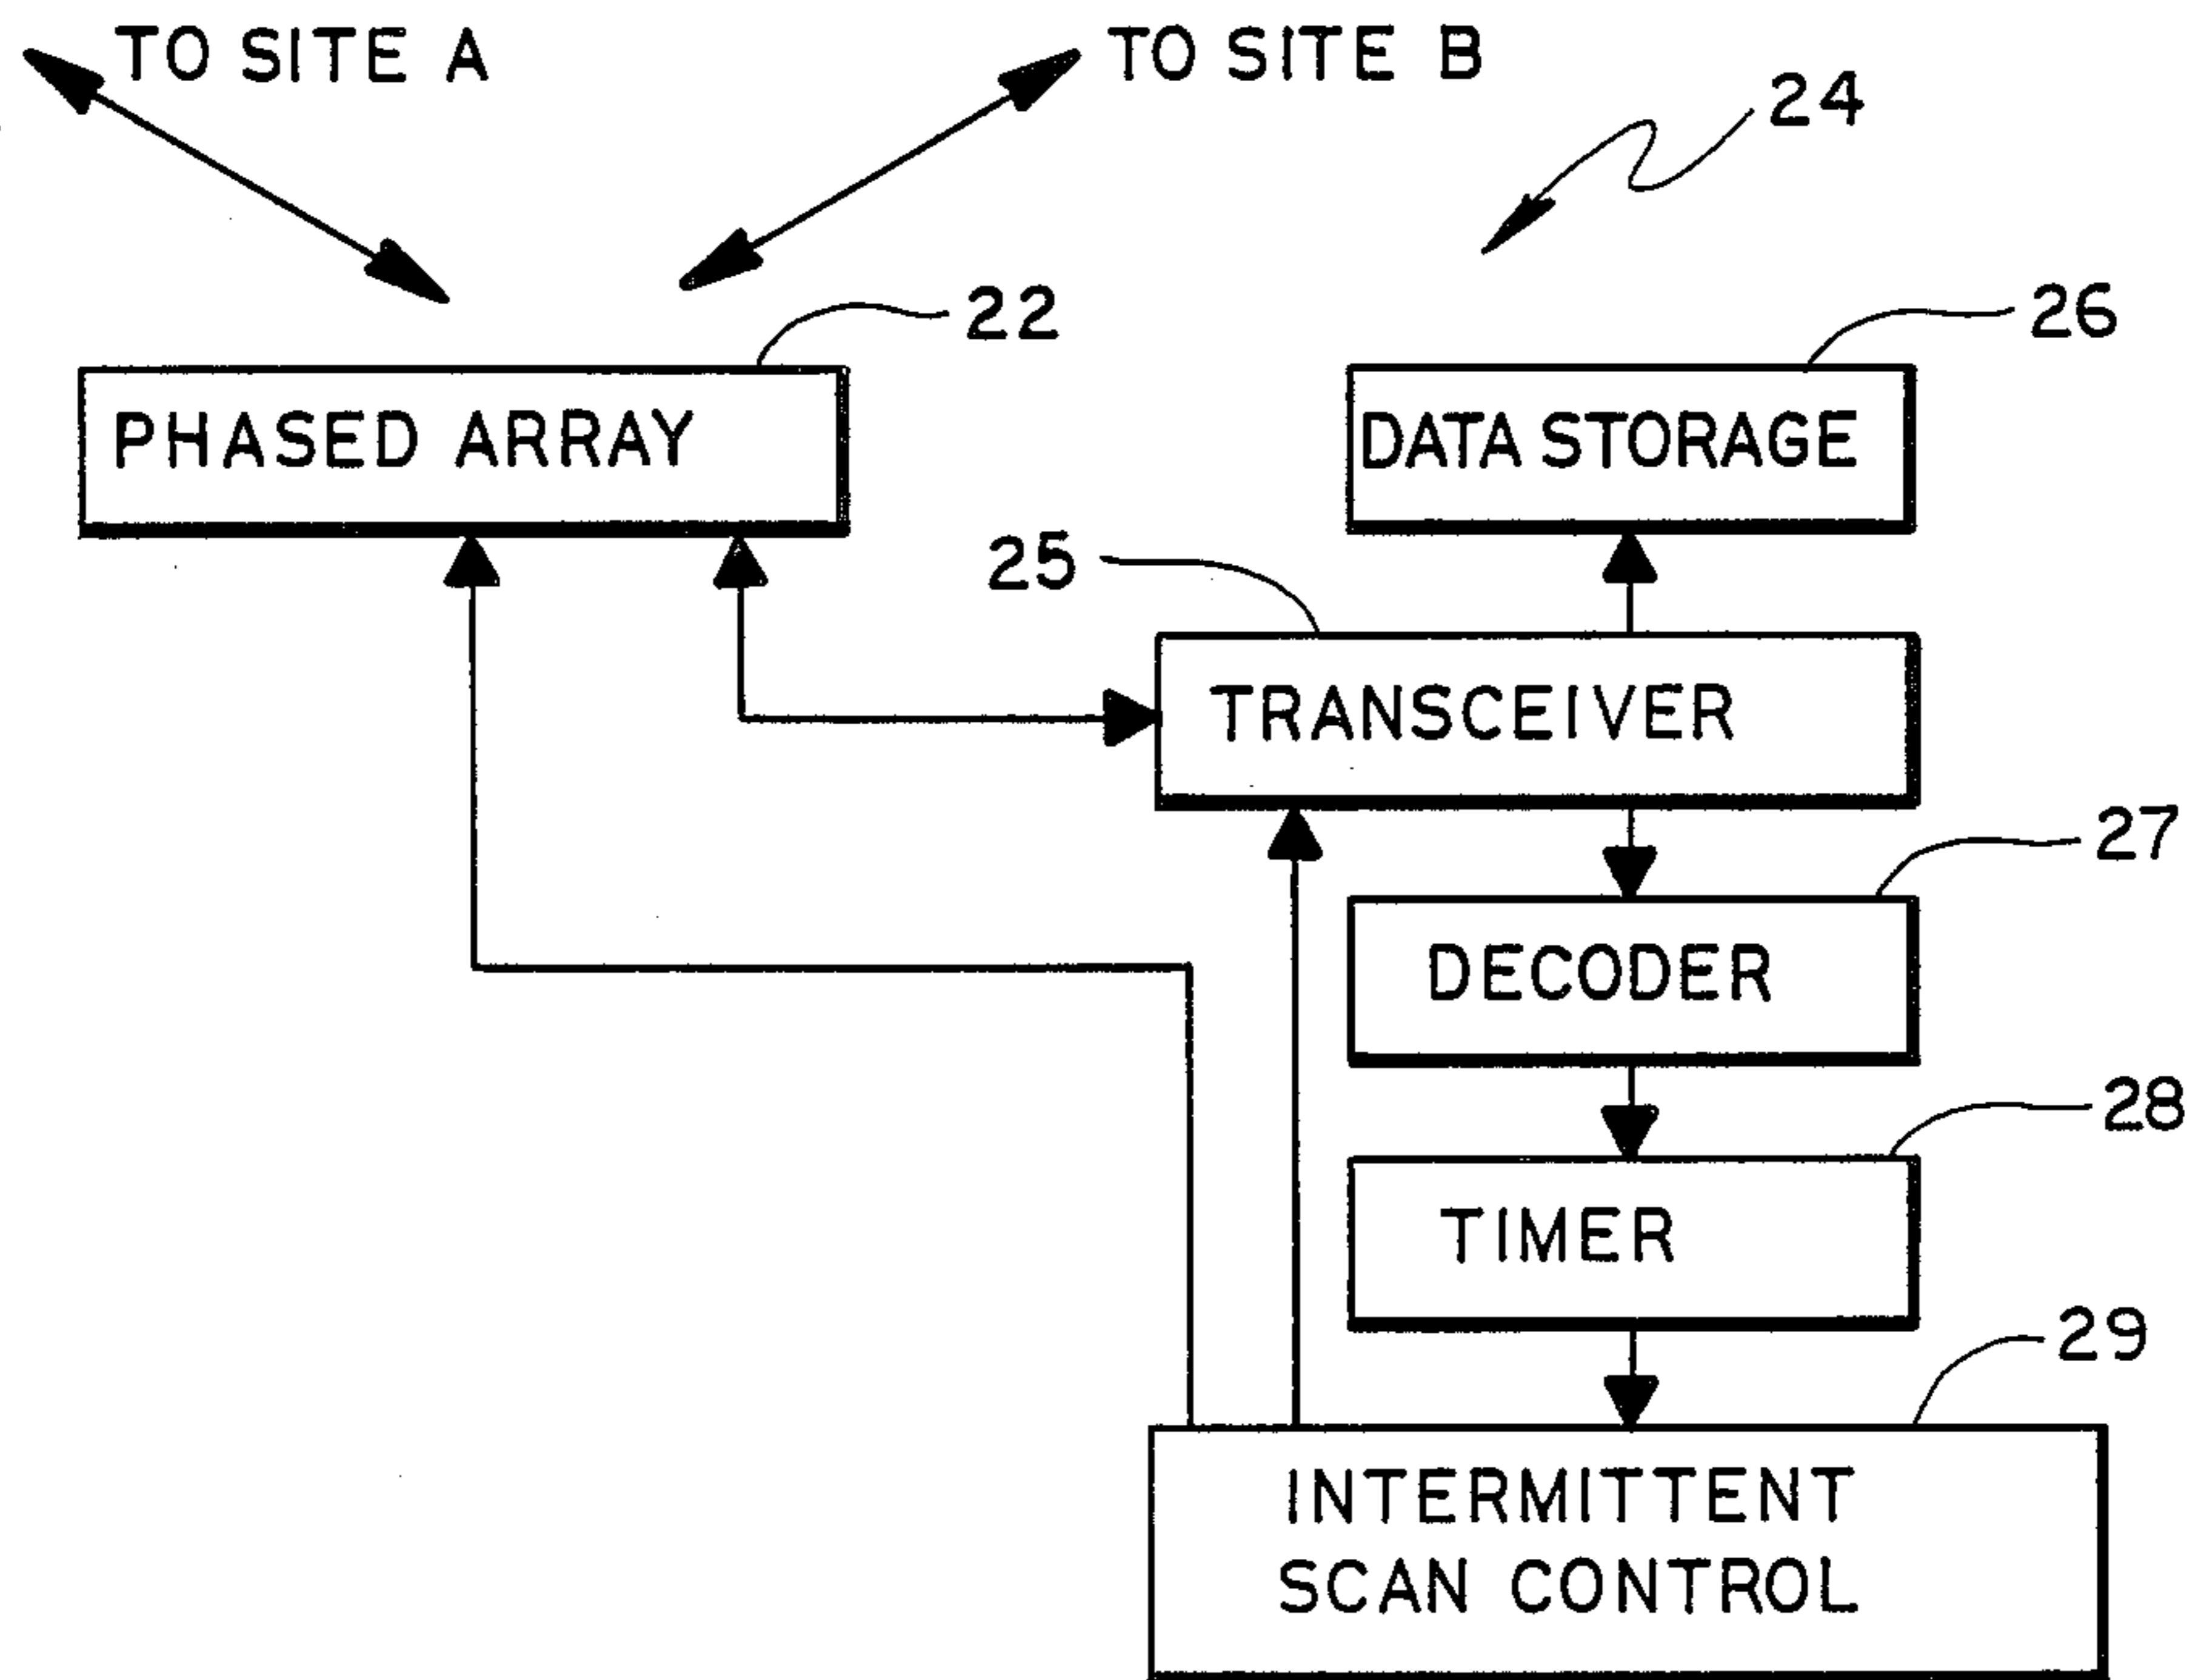 TO SITE A
TO SITE B
24
22
26
PHASED ARRAY
DATA STORAGE
25
TRANSCEIVER
27
DECODER
28
TIMER
29
INTERMITTENT
SCAN CONTROL